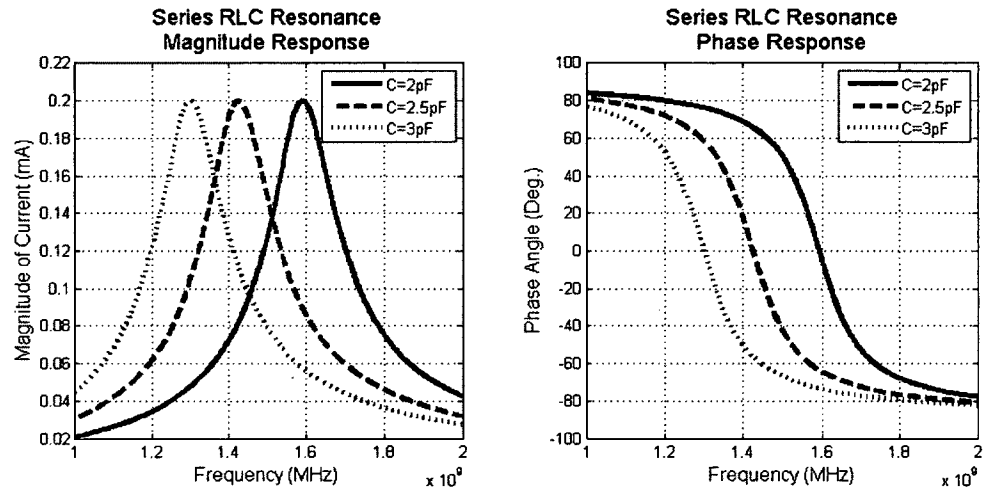 Series RLC Resonance
Magnitude Response
0.22
0.2
0.18
0.16
0.14
0.12
0.1
0.08
0.06
0.04
0.02
Magnitude of Current (mA)
C=2pF
C=2.5pF
C=3pF
1
1.2
1.4
1.6
1.8
2
Frequency (MHz)
x 10^9
Series RLC Resonance
Phase Response
80
60
40
20
0
-20
-40
-60
-80
-100
Phase Angle (Deg.)
C=2pF
C=2.5pF
C=3pF
1
1.2
1.4
1.6
1.8
2
Frequency (MHz)
x 10^9